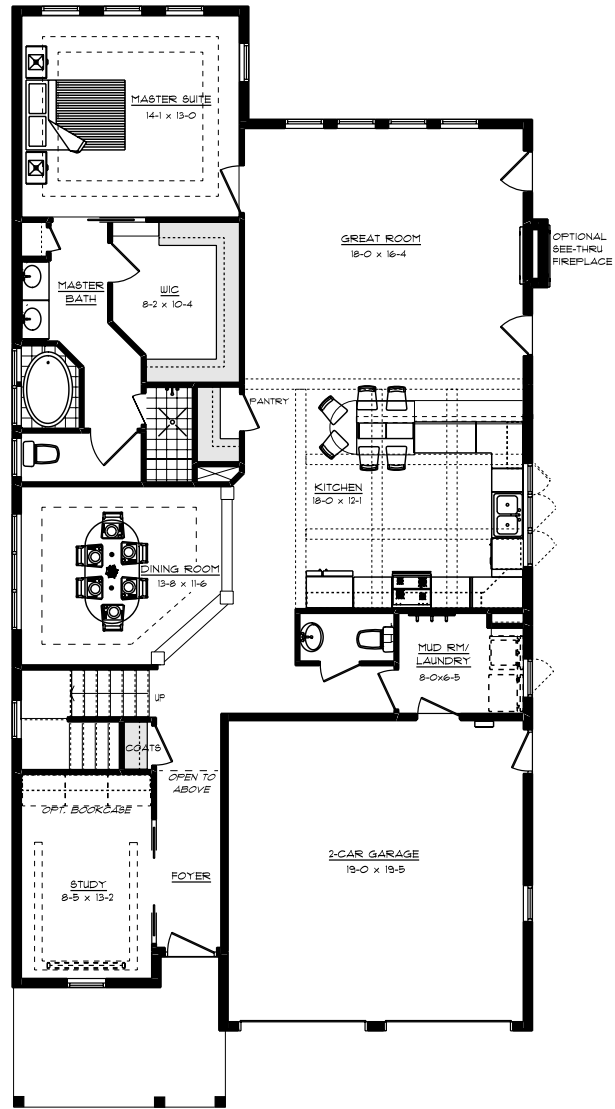 MASTER SUITE
14-1 x 13-0
GREAT ROOM
18-0 x 16-4
OPTIONAL
SEE-THRU
FIREPLACE
MASTER
BATH
WIC
8-2 x 10-4
PANTRY
KITCHEN
18-0 x 12-1
DINING ROOM
13-8 x 11-6
MUD RM/
LAUNDRY
8-0x6-5
UP
COATS
OPEN TO
ABOVE
OPT. BOOKCASE
2-CAR GARAGE
19-0 x 19-5
FOYER
STUDY
8-5 x 13-2